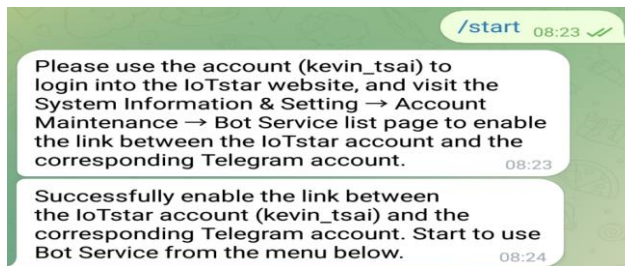 /start 08:23
Please use the account (kevin_tsai) to
login into the IoTstar website, and visit the
System Information & Setting → Account
Maintenance → Bot Service list page to enable
the link between the IoTstar account and the
corresponding Telegram account. 08:23
Successfully enable the link between
the IoTstar account (kevin_tsai) and the
corresponding Telegram account. Start to use
Bot Service from the menu below. 08:24